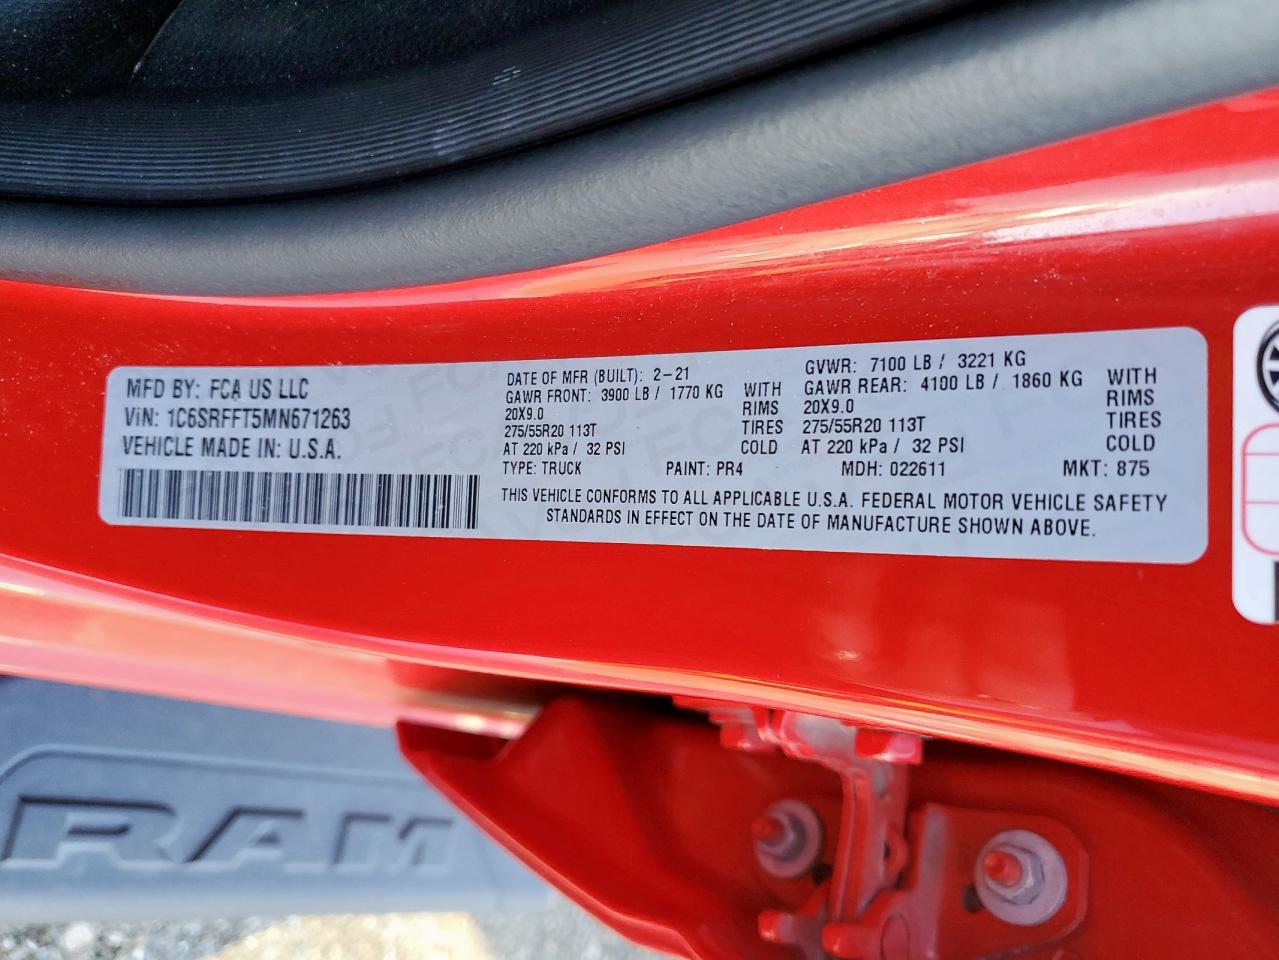 MFD BY: FCA US LLC
VIN: 1C6SRFFT5MN671263
VEHICLE MADE IN: U.S.A.
DATE OF MFR (BUILT): 2-21
GAWR FRONT: 3900 LB / 1770 KG WITH
20X9.0 RIMS
275/55R20 113T TIRES
AT 220 kPa / 32 PSI COLD
GVWR: 7100 LB / 3221 KG
GAWR REAR: 4100 LB / 1860 KG WITH
20X9.0 RIMS
275/55R20 113T TIRES
AT 220 kPa / 32 PSI COLD
TYPE: TRUCK PAINT: PR4 MDH: 022611 MKT: 875
THIS VEHICLE CONFORMS TO ALL APPLICABLE U.S.A. FEDERAL MOTOR VEHICLE SAFETY
STANDARDS IN EFFECT ON THE DATE OF MANUFACTURE SHOWN ABOVE.
RAM